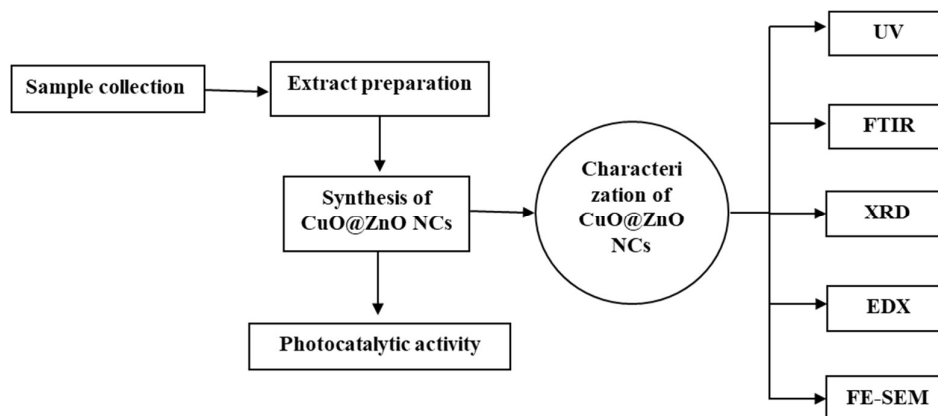 Sample collection
Extract preparation
Synthesis of
CuO@ZnO NCs
Photocatalytic activity
Characteri
zation of
CuO@ZnO
NCs
UV
FTIR
XRD
EDX
FE-SEM